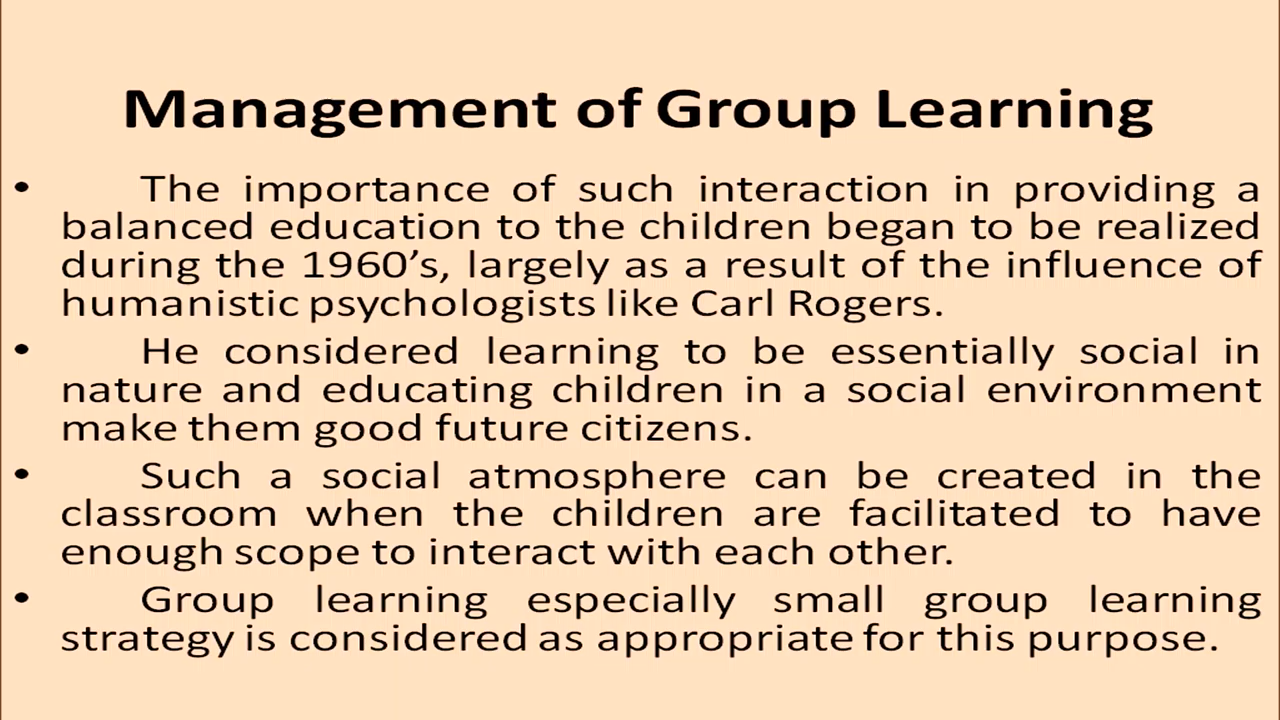 Management of Group Learning
• The importance of such interaction in providing a
balanced education to the children began to be realized
during the 1960’s, largely as a result of the influence of
humanistic psychologists like Carl Rogers.
• He considered learning to be essentially social in
nature and educating children in a social environment
make them good future citizens.
• Such a social atmosphere can be created in the
classroom when the children are facilitated to have
enough scope to interact with each other.
• Group learning especially small group learning
strategy is considered as appropriate for this purpose.